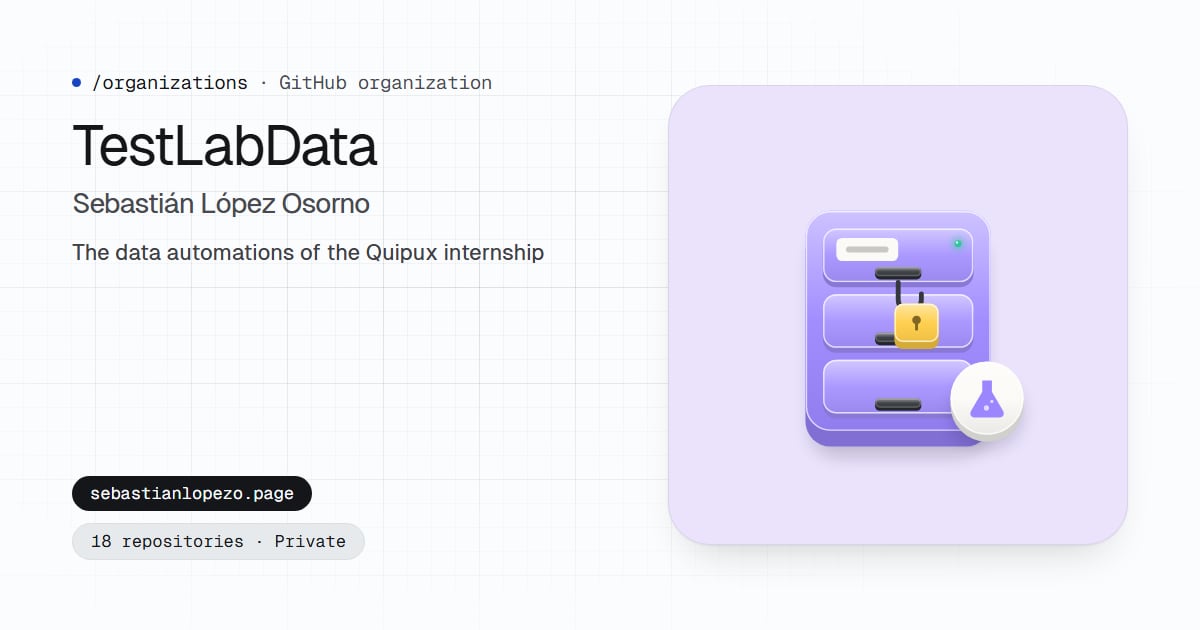 /organizations · GitHub organization
TestLabData
Sebastián López Osorno
The data automations of the Quipux internship
sebastianlopezo.page
18 repositories · Private